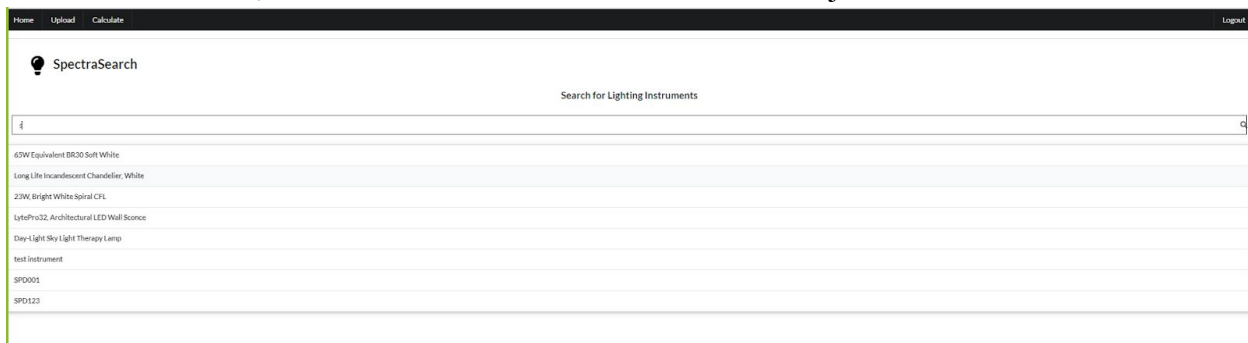 Home Upload Calculate Logout
SpectraSearch
Search for Lighting Instruments
s
65W Equivalent BR30 Soft White
Long Life Incandescent Chandelier, White
23W, Bright White Spiral CFL
LytePro32, Architectural LED Wall Sconce
Day-Light Sky Light Therapy Lamp
test instrument
SPD001
SPD123